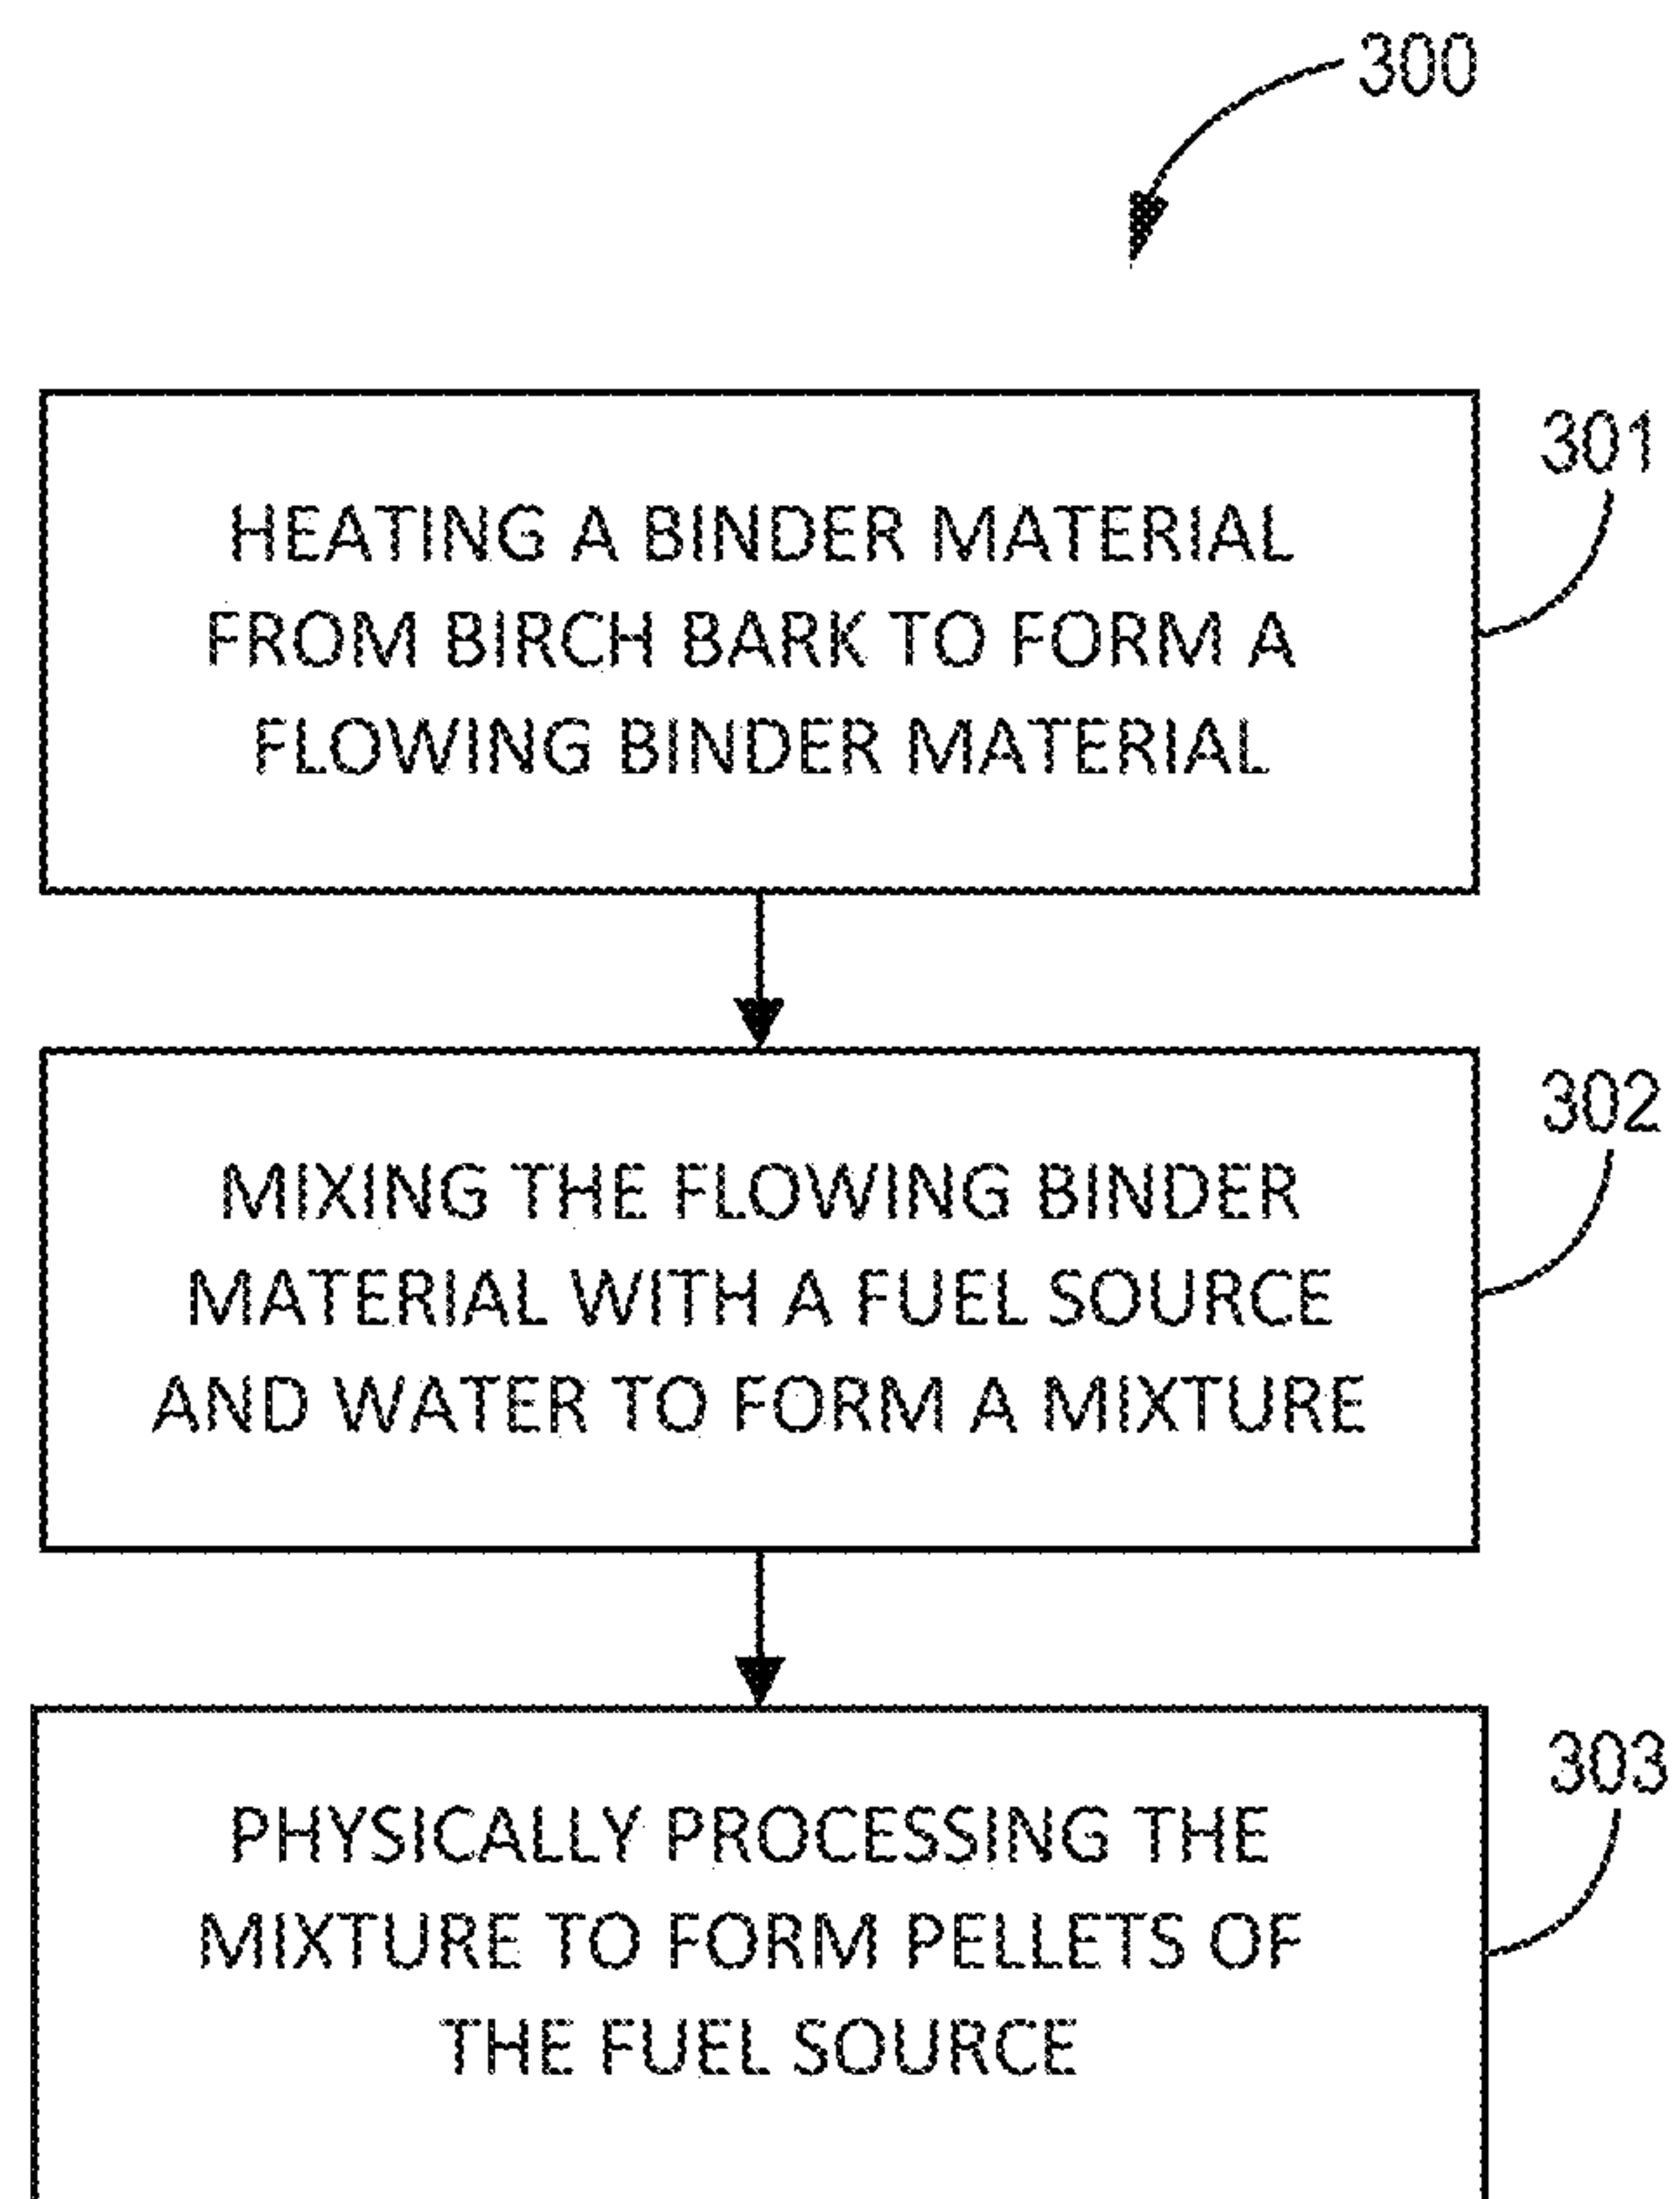 300
301
HEATING A BINDER MATERIAL
FROM BIRCH BARK TO FORM A
FLOWING BINDER MATERIAL
302
MIXING THE FLOWING BINDER
MATERIAL WITH A FUEL SOURCE
AND WATER TO FORM A MIXTURE
303
PHYSICALLY PROCESSING THE
MIXTURE TO FORM PELLETS OF
THE FUEL SOURCE